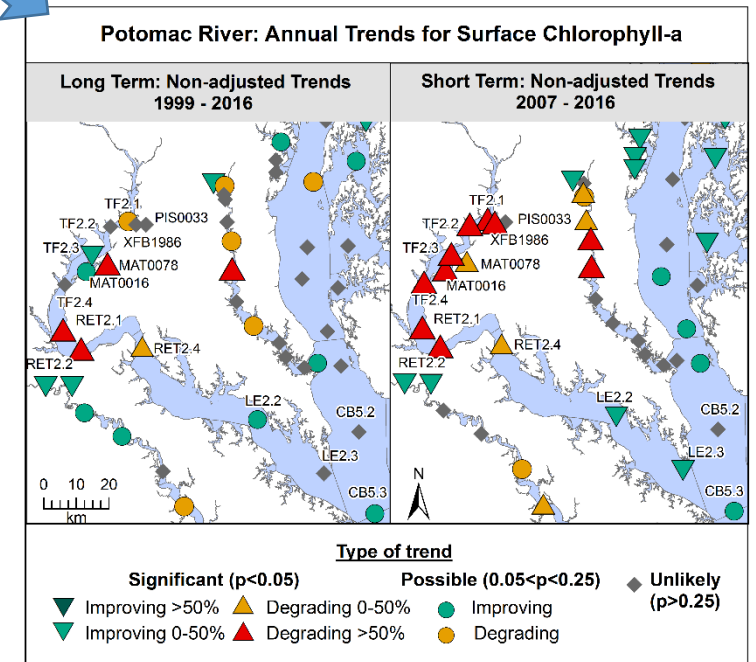 Potomac River: Annual Trends for Surface Chlorophyll-a
Long Term: Non-adjusted Trends
1999 - 2016
TF2.1
TF2.2
PIS0033
XFB1986
TF2.3
MAT0078
MAT0016
TF2.4
RET2.1
RET2.4
RET2.2
LE2.2
CB5.2
LE2.3
CB5.3
0 10 20
km
Short Term: Non-adjusted Trends
2007 - 2016
TF2.1
TF2.2
PIS0033
XFB1986
TF2.3
MAT0078
MAT0016
TF2.4
RET2.1
RET2.4
RET2.2
LE2.2
CB5.2
LE2.3
CB5.3
N
Type of trend
Significant (p<0.05)
Improving >50%
Degrading 0-50%
Improving 0-50%
Degrading >50%
Possible (0.05<p<0.25)
Improving
Degrading
Unlikely
(p>0.25)